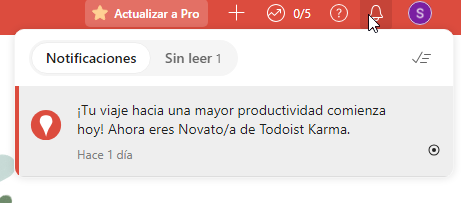 Actualizar a Pro
0/5
?
S
Notificaciones
Sin leer 1
¡Tu viaje hacia una mayor productividad comienza
hoy! Ahora eres Novato/a de Todoist Karma.
Hace 1 día